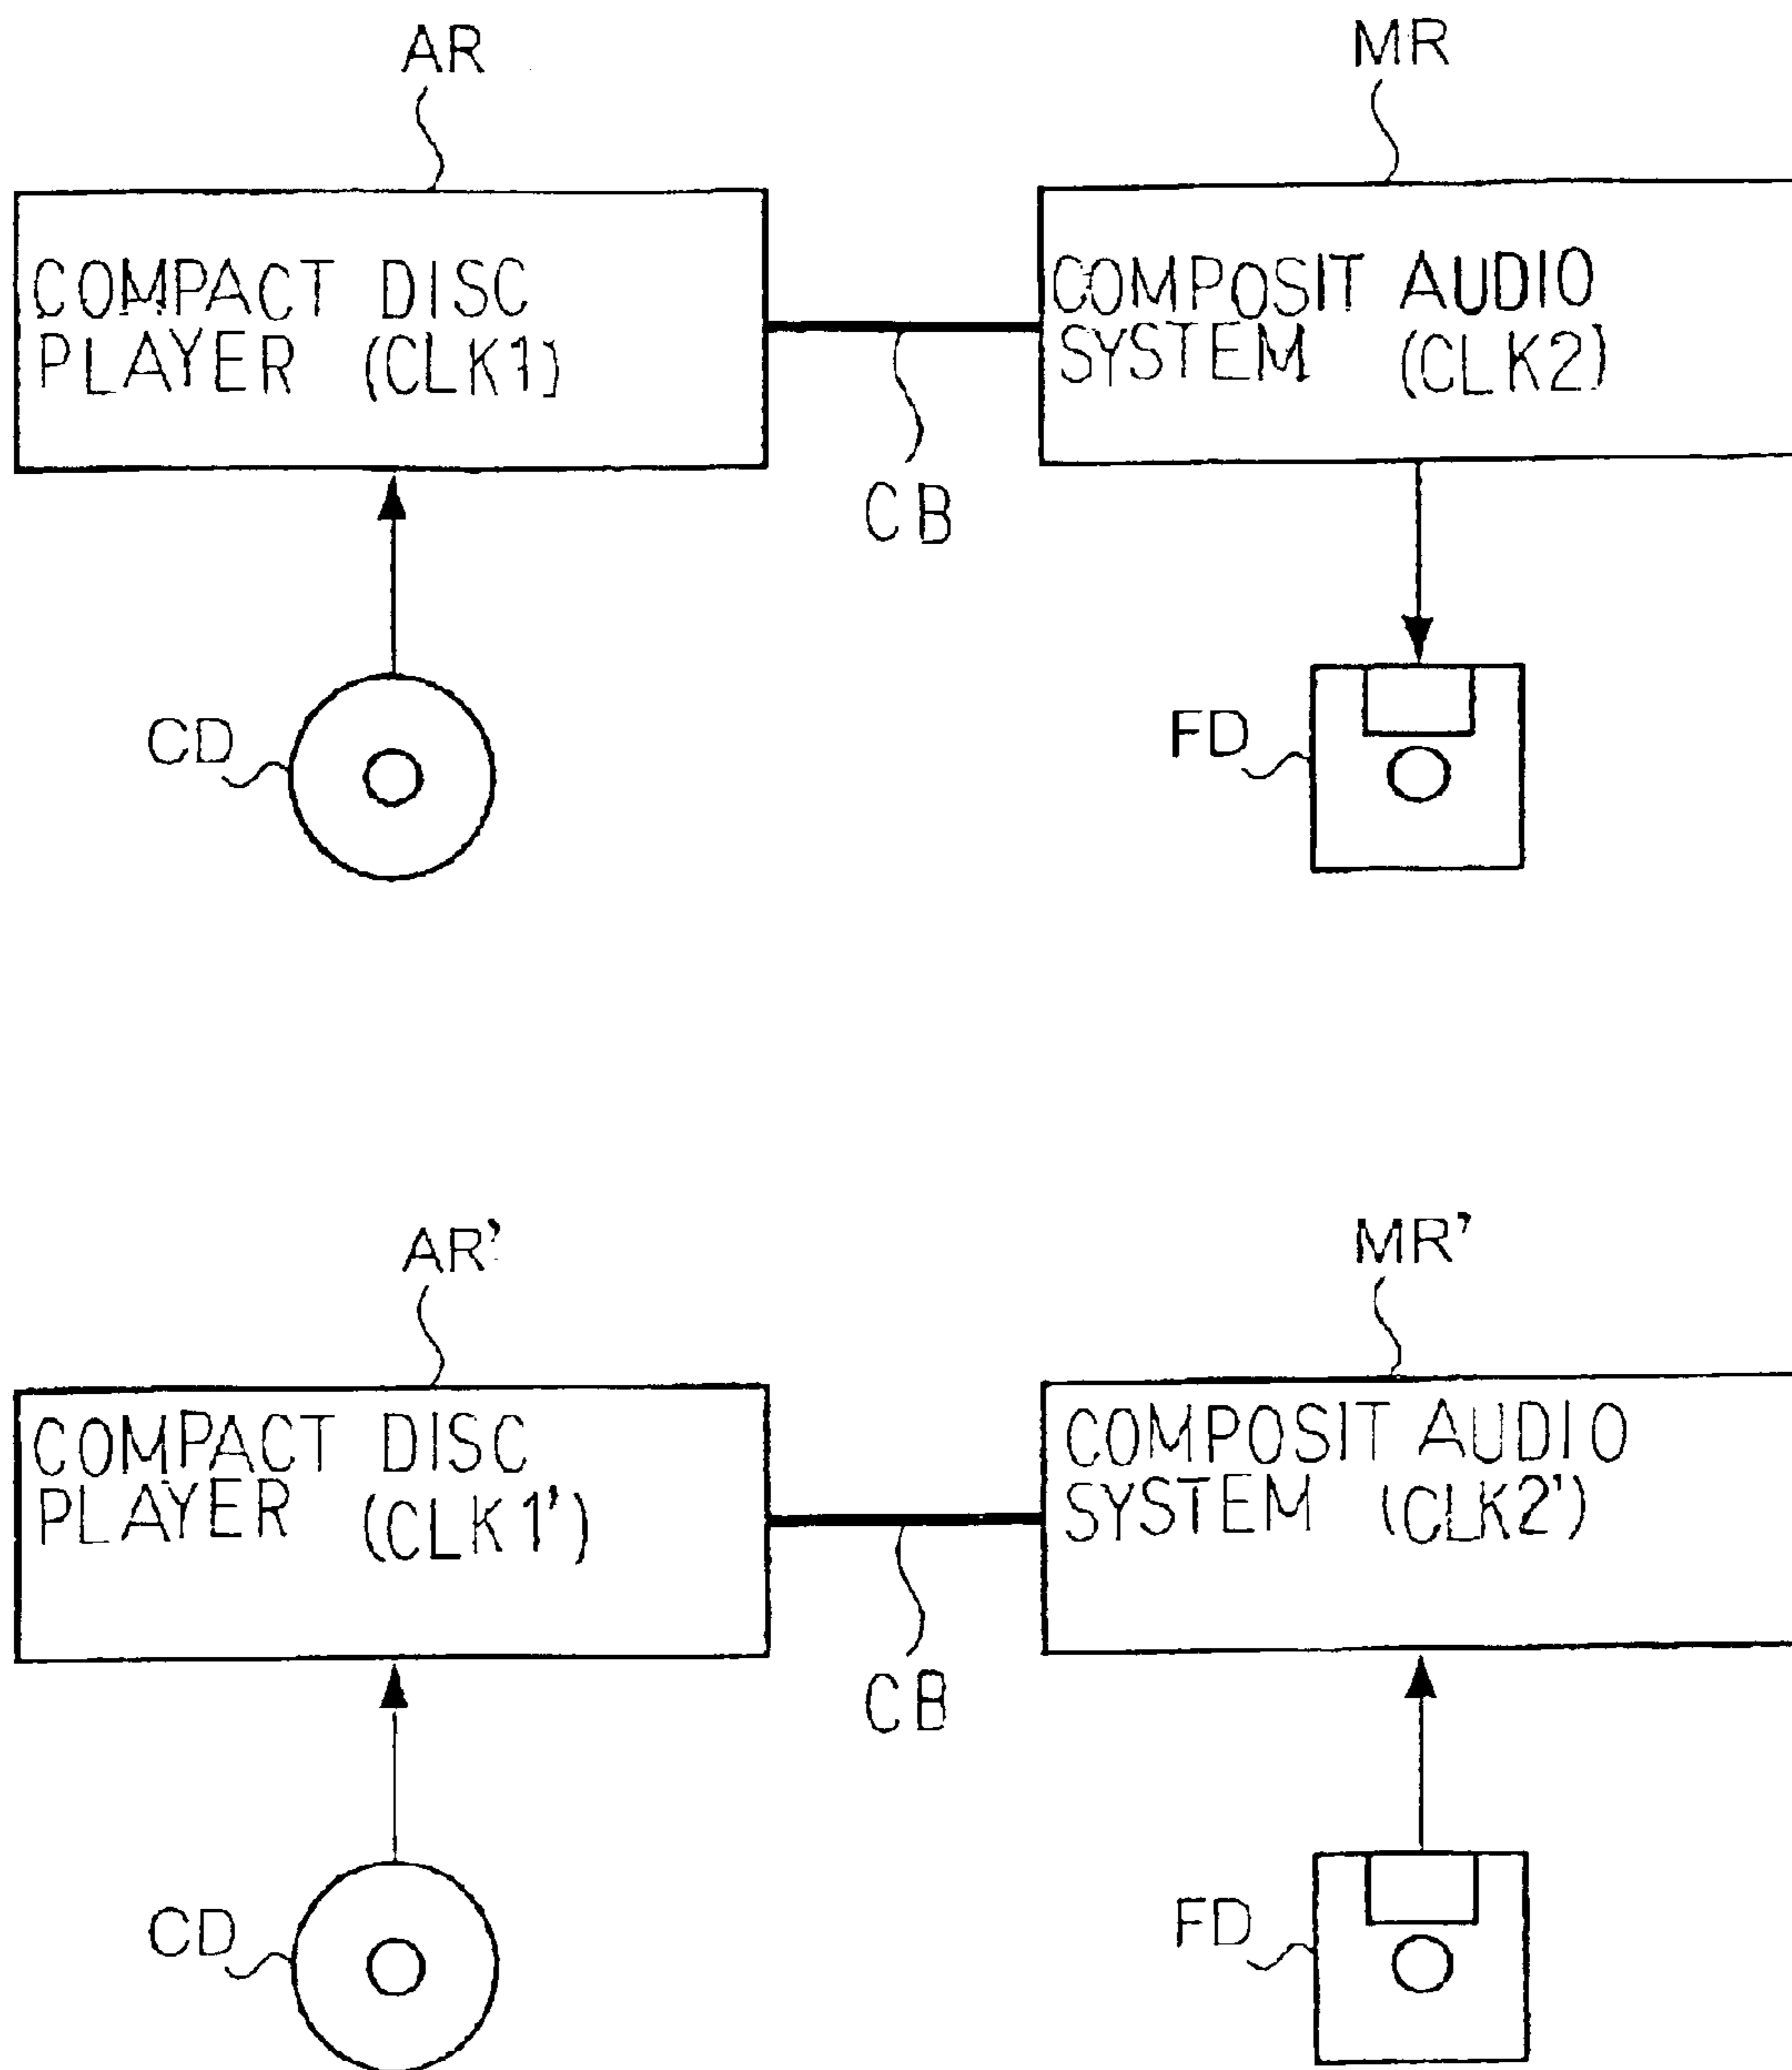 AR
MR
COMPACT DISC
PLAYER (CLK1)
COMPOSIT AUDIO
SYSTEM (CLK2)
CB
CD
FD
AR'
MR'
COMPACT DISC
PLAYER (CLK1')
COMPOSIT AUDIO
SYSTEM (CLK2')
CB
CD
FD